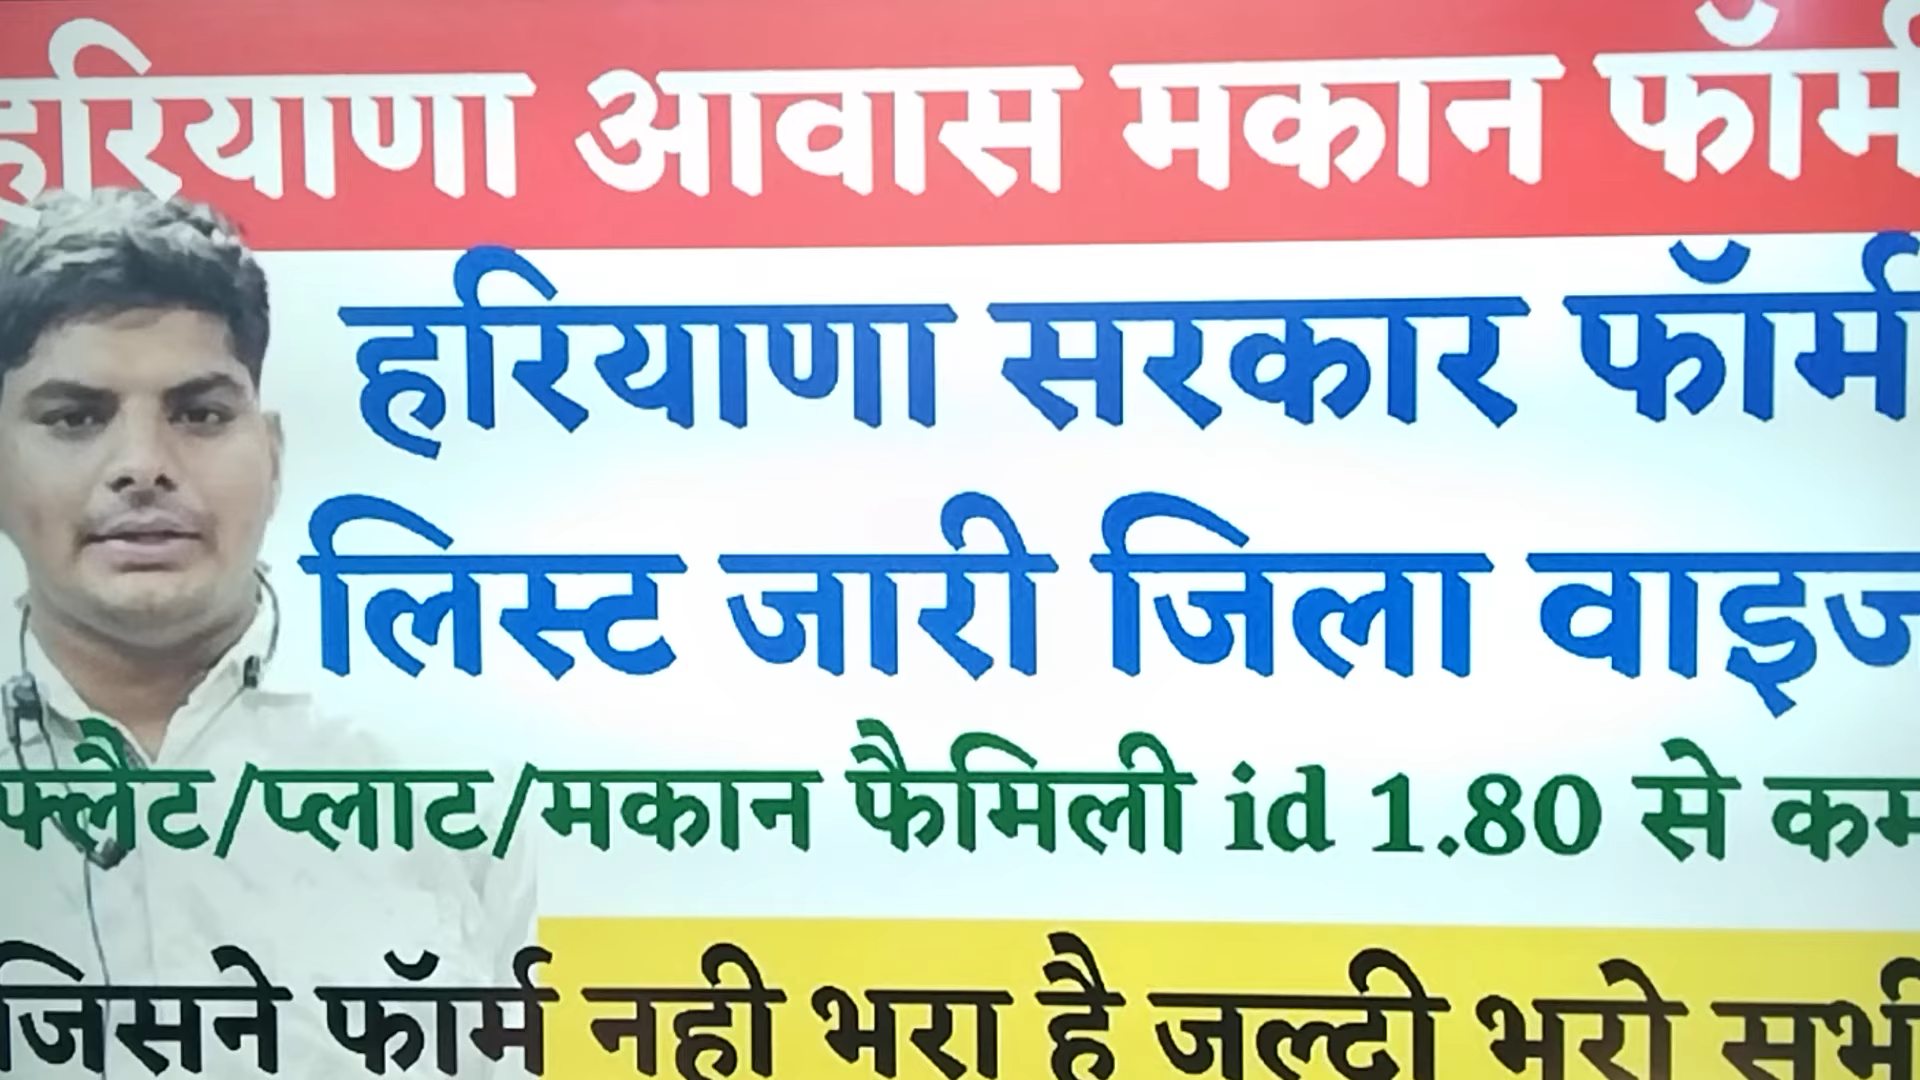 हरियाणा आवास मकान फॉर्म
हरियाणा सरकार फॉर्म
लिस्ट जारी जिला वाइज
फ्लैट/प्लाट/मकान फैमिली id 1.80 से कम
जिसने फॉर्म नही भरा है जल्दी भरो सभी